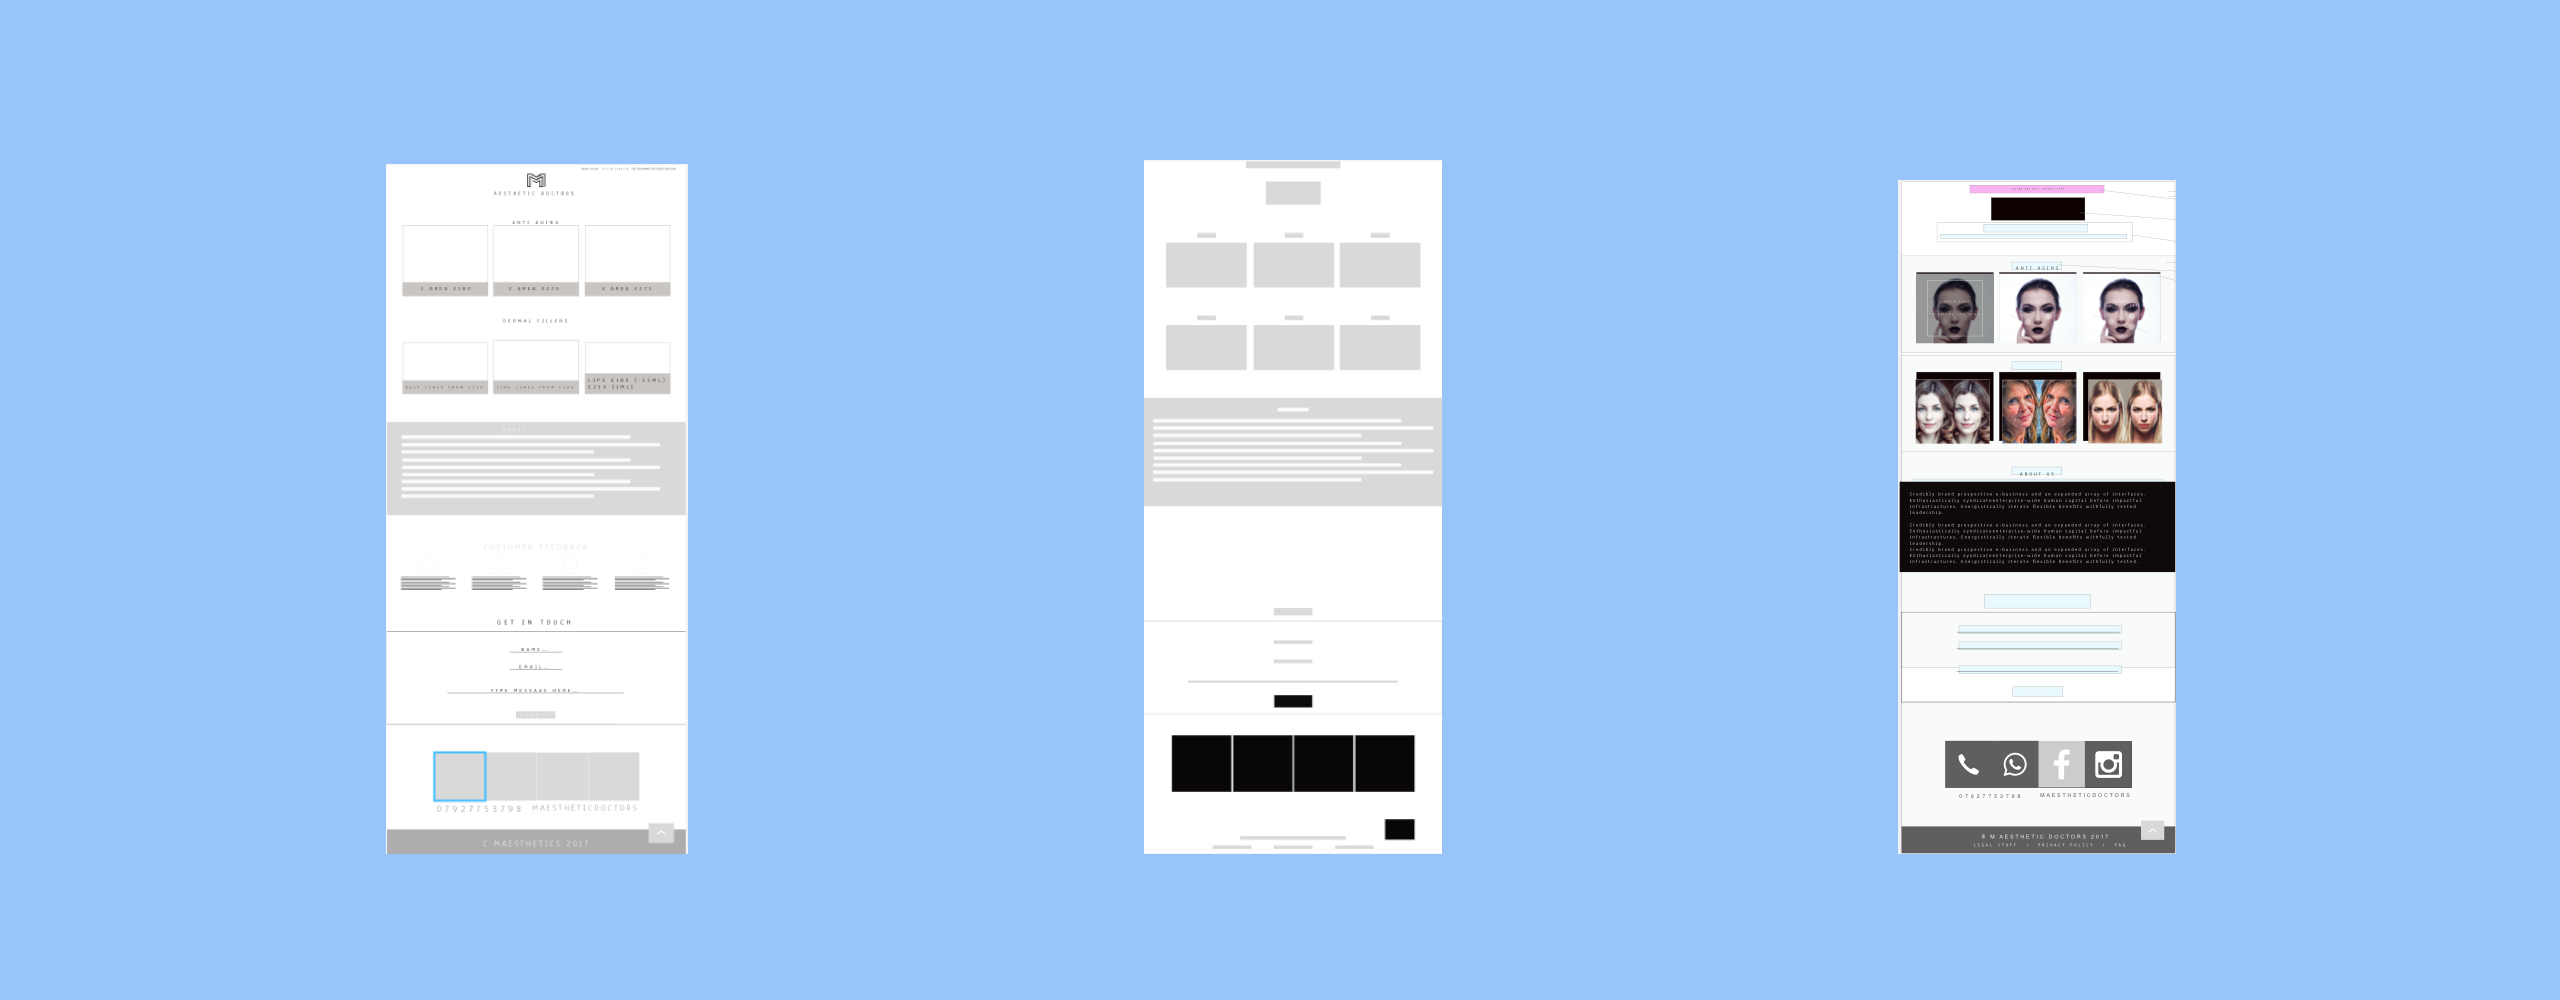 AESTHETIC DOCTORS
ANTI AGING
1 AREA £180
2 AREA £220
3 AREA £275
DERMAL FILLERS
LIPS £180 (.55ML)
£250 (1ML)
ABOUT
CUSTOMER FEEDBACK
GET IN TOUCH
NAME..
EMAIL..
TYPE MESSAGE HERE..
SUBMIT
07927753798 MAESTHETICDOCTORS
C MAESTHETICS 2017
ANTI AGING
ABOUT US
Credibly brand prospective e-business and an expanded array of interfaces.
Enthusiastically syndicateenterprise-wide human capital before impactful
infrastructures. Energistically iterate flexible benefits withfully tested
leadership.
Credibly brand prospective e-business and an expanded array of interfaces.
Enthusiastically syndicateenterprise-wide human capital before impactful
infrastructures. Energistically iterate flexible benefits withfully tested
leadership.
Credibly brand prospective e-business and an expanded array of interfaces.
Enthusiastically syndicateenterprise-wide human capital before impactful
infrastructures. Energistically iterate flexible benefits withfully tested
07927753798 MAESTHETICDOCTORS
© M AESTHETIC DOCTORS 2017
LEGAL STUFF | PRIVACY POLICY | FAQ